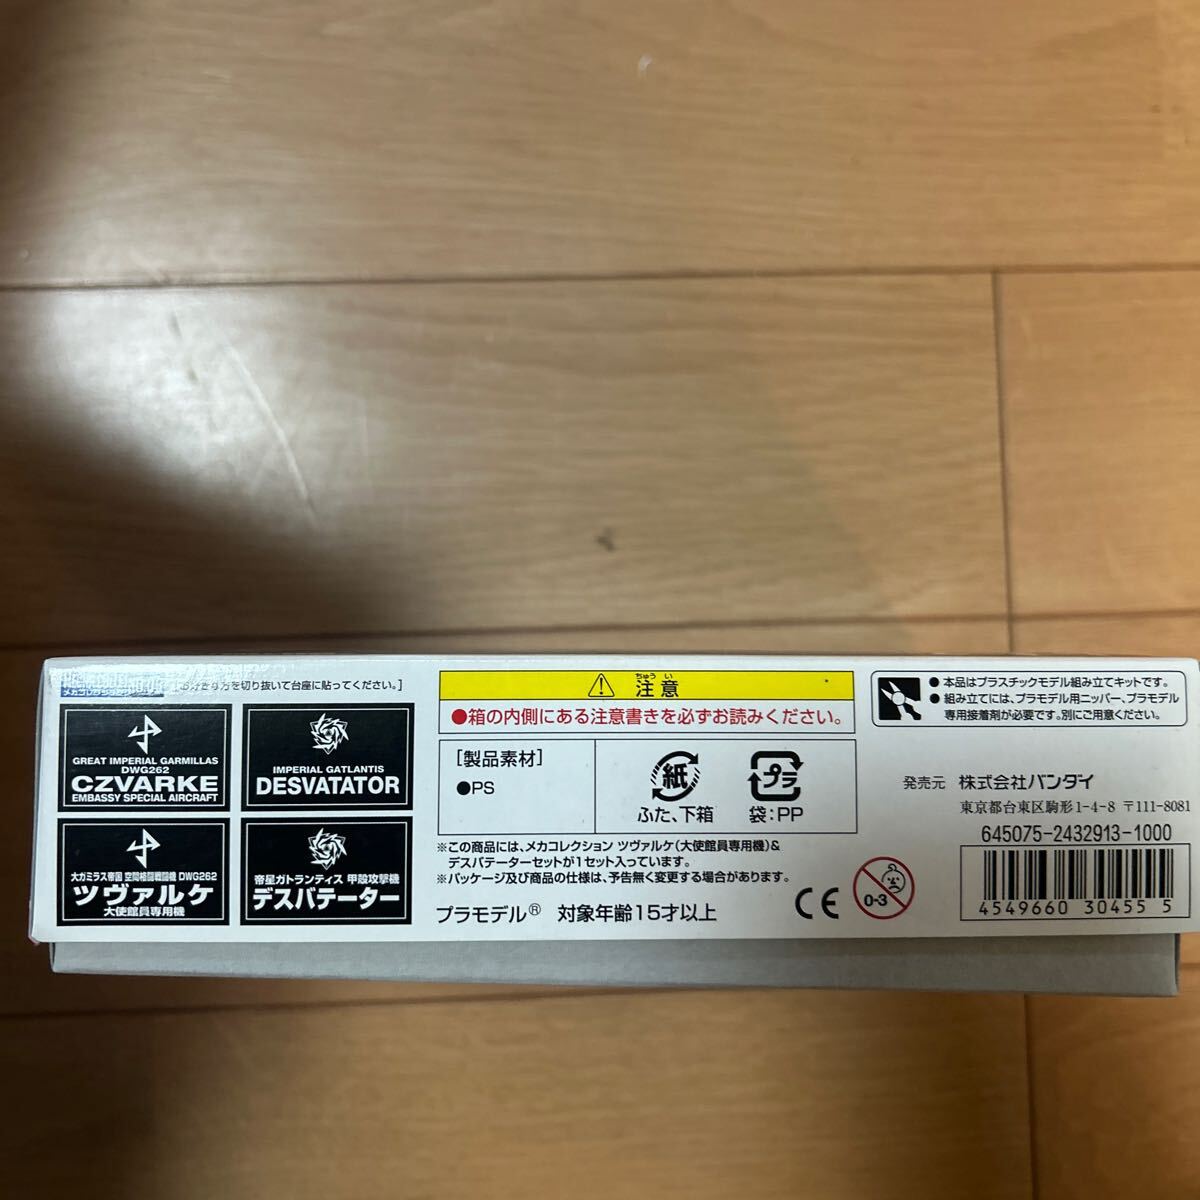 メカコレクション
を切り抜いて台座に貼ってください。]
GREAT IMPERIAL GARMILLAS
DWG262
CZVARKE
EMBASSY SPECIAL AIRCRAFT
IMPERIAL GATLANTIS
DESVATATOR
大ガミラス帝国 空間格闘戦闘機 DWG262
ツヴァルケ
大使館員専用機
帝星ガトランティス 甲殻攻撃機
デスバテーター
ちゅうい
注意
●箱の内側にある注意書きを必ずお読みください。
[製品素材]
●PS
紙
ふた、下箱
プラ
袋:PP
※この商品には、メカコレクション ツヴァルケ(大使館員専用機)&
デスバテーターセットが1セット入っています。
※パッケージ及び商品の仕様は、予告無く変更する場合があります。
プラモデル® 対象年齢15才以上
CE
0-3
●本品はプラスチックモデル組み立てキットです。
●組み立てには、プラモデル用ニッパー、プラモデル
専用接着剤が必要です。別にご用意ください。
発売元 株式会社バンダイ
東京都台東区駒形1-4-8 〒111-8081
645075-2432913-1000
4549660 30455 5